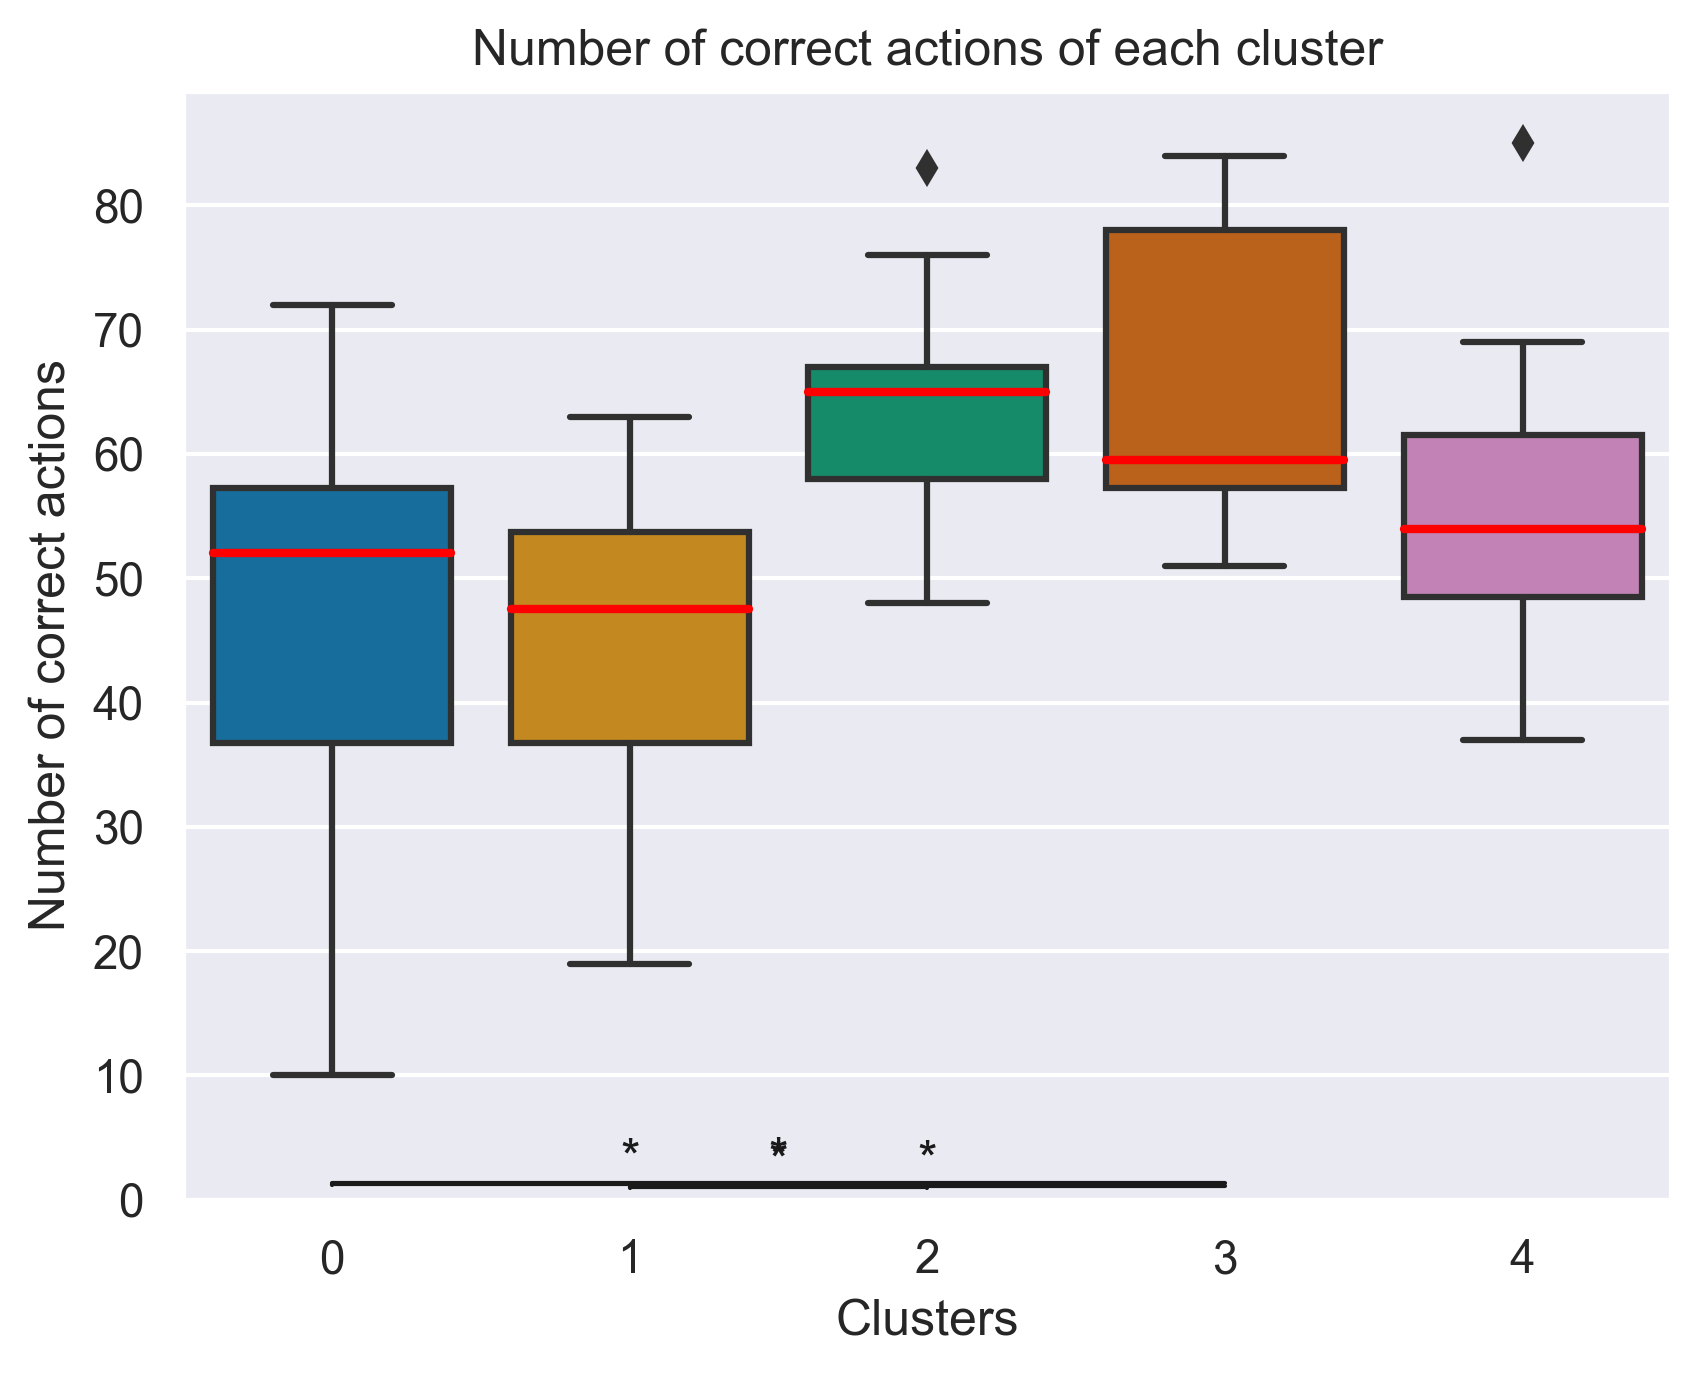 Number of correct actions of each cluster
Number of correct actions
80
70
60
50
40
30
20
10
0
* * * *
0 1 2 3 4
Clusters